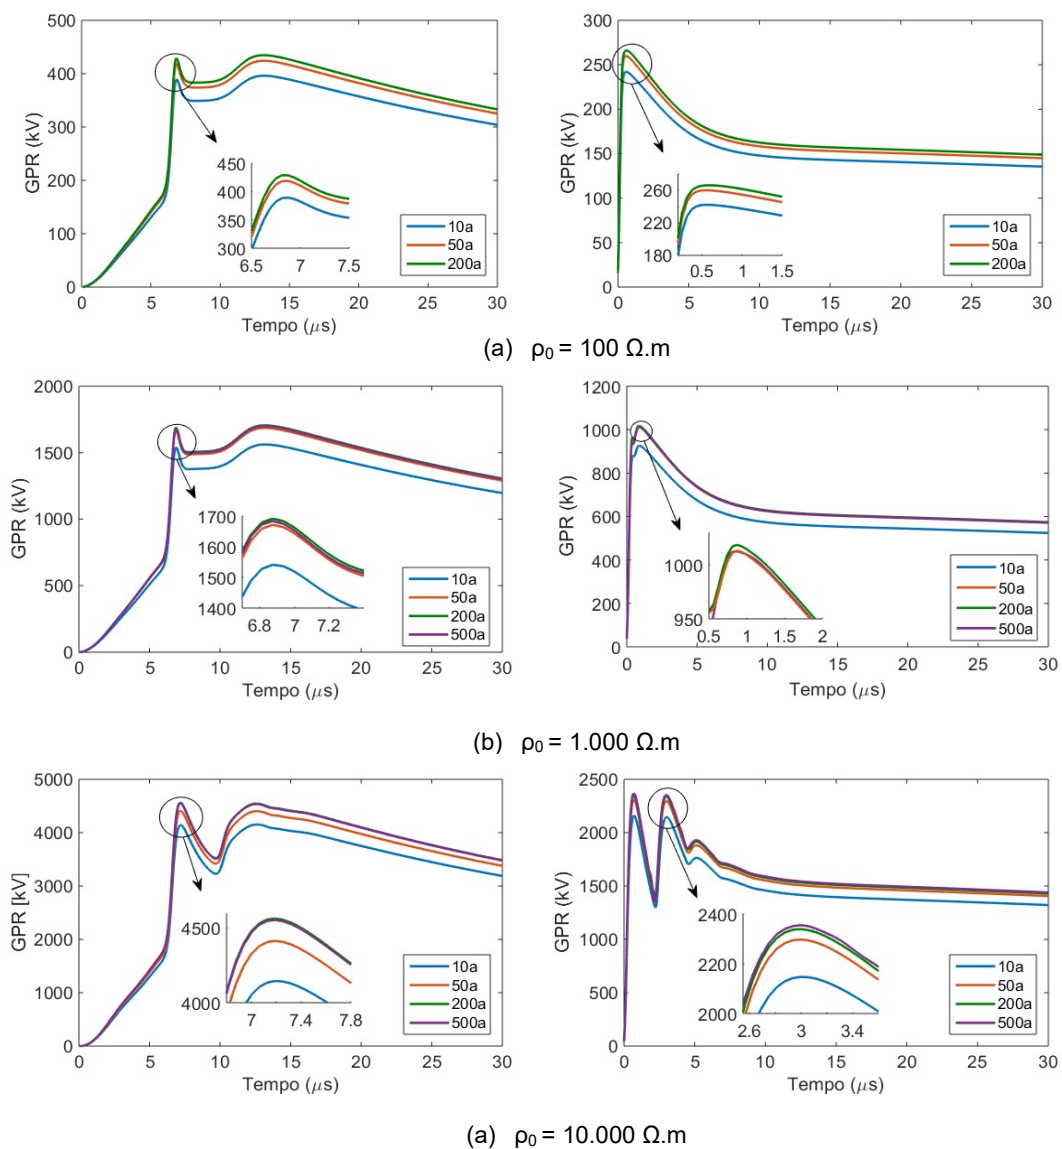 500
400
300
200
100
0
GPR (kV)
450
400
350
300
6.5 7 7.5
10a
50a
200a
0 5 10 15 20 25 30
Tempo (μs)
300
250
200
150
100
50
0
GPR (kV)
260
220
180
0.5 1 1.5
10a
50a
200a
0 5 10 15 20 25 30
Tempo (μs)
(a) ρ₀ = 100 Ω.m
2000
1500
1000
500
0
GPR (kV)
1700
1600
1500
1400
6.8 7 7.2
10a
50a
200a
500a
0 5 10 15 20 25 30
Tempo (μs)
1200
1000
800
600
400
200
0
GPR (kV)
1000
950
0.5 1 1.5 2
10a
50a
200a
500a
0 5 10 15 20 25 30
Tempo (μs)
(b) ρ₀ = 1.000 Ω.m
5000
4000
3000
2000
1000
0
GPR [kV]
4500
4000
7 7.4 7.8
10a
50a
200a
500a
0 5 10 15 20 25 30
Tempo (μs)
2500
2000
1500
1000
500
0
GPR (kV)
2400
2200
2000
2.6 3 3.4
10a
50a
200a
500a
0 5 10 15 20 25 30
Tempo (μs)
(a) ρ₀ = 10.000 Ω.m